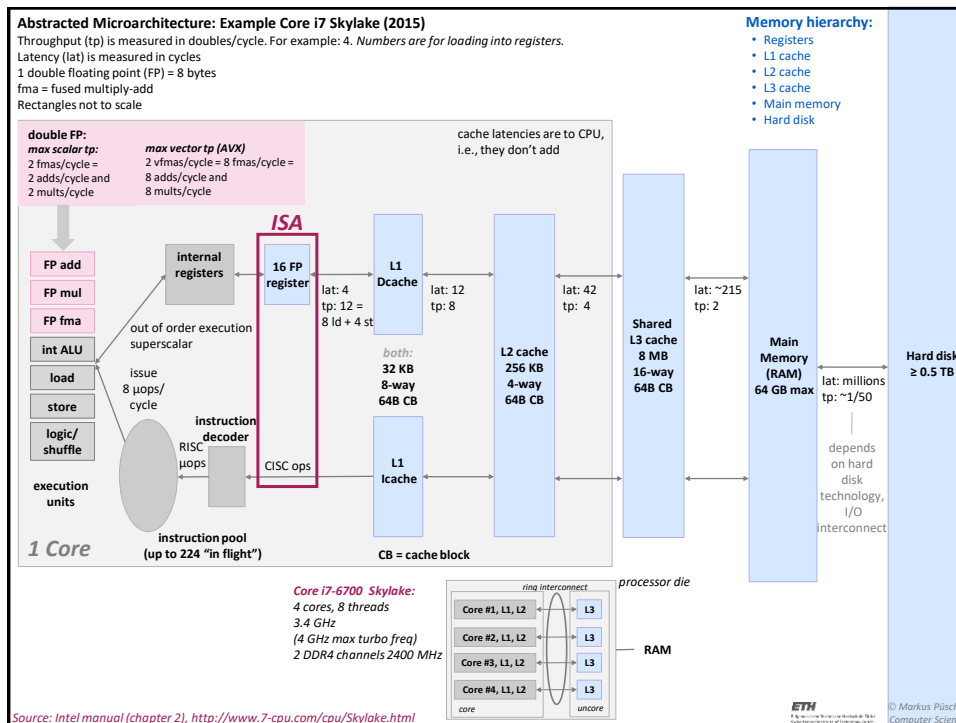 Abstracted Microarchitecture: Example Core i7 Skylake (2015)
Throughput (tp) is measured in doubles/cycle. For example: 4. Numbers are for loading into registers.
Latency (lat) is measured in cycles
1 double floating point (FP) = 8 bytes
fma = fused multiply-add
Rectangles not to scale
Memory hierarchy:
• Registers
• L1 cache
• L2 cache
• L3 cache
• Main memory
• Hard disk
double FP:
max scalar tp:
2 fmas/cycle =
2 adds/cycle and
2 mults/cycle
max vector tp (AVX)
2 vfmas/cycle = 8 fmas/cycle =
8 adds/cycle and
8 mults/cycle
cache latencies are to CPU,
i.e., they don't add
ISA
FP add
FP mul
FP fma
int ALU
load
store
logic/
shuffle
execution
units
internal
registers
16 FP
register
lat: 4
tp: 12 =
8 ld + 4 st
L1
Dcache
lat: 12
tp: 8
lat: 42
tp: 4
lat: ~215
tp: 2
out of order execution
superscalar
issue
8 µops/
cycle
both:
32 KB
8-way
64B CB
L2 cache
256 KB
4-way
64B CB
Shared
L3 cache
8 MB
16-way
64B CB
Main
Memory
(RAM)
64 GB max
lat: millions
tp: ~1/50
Hard disk
≥ 0.5 TB
depends
on hard
disk
technology,
I/O
interconnect
instruction
decoder
RISC
µops
CISC ops
L1
Icache
instruction pool
(up to 224 "in flight")
1 Core
CB = cache block
Core i7-6700 Skylake:
4 cores, 8 threads
3.4 GHz
(4 GHz max turbo freq)
2 DDR4 channels 2400 MHz
ring interconnect
processor die
Core #1, L1, L2
L3
Core #2, L1, L2
L3
Core #3, L1, L2
L3
Core #4, L1, L2
L3
core
uncore
RAM
Source: Intel manual (chapter 2), http://www.7-cpu.com/cpu/Skylake.html
ETH
© Markus Püsch
Computer Scien